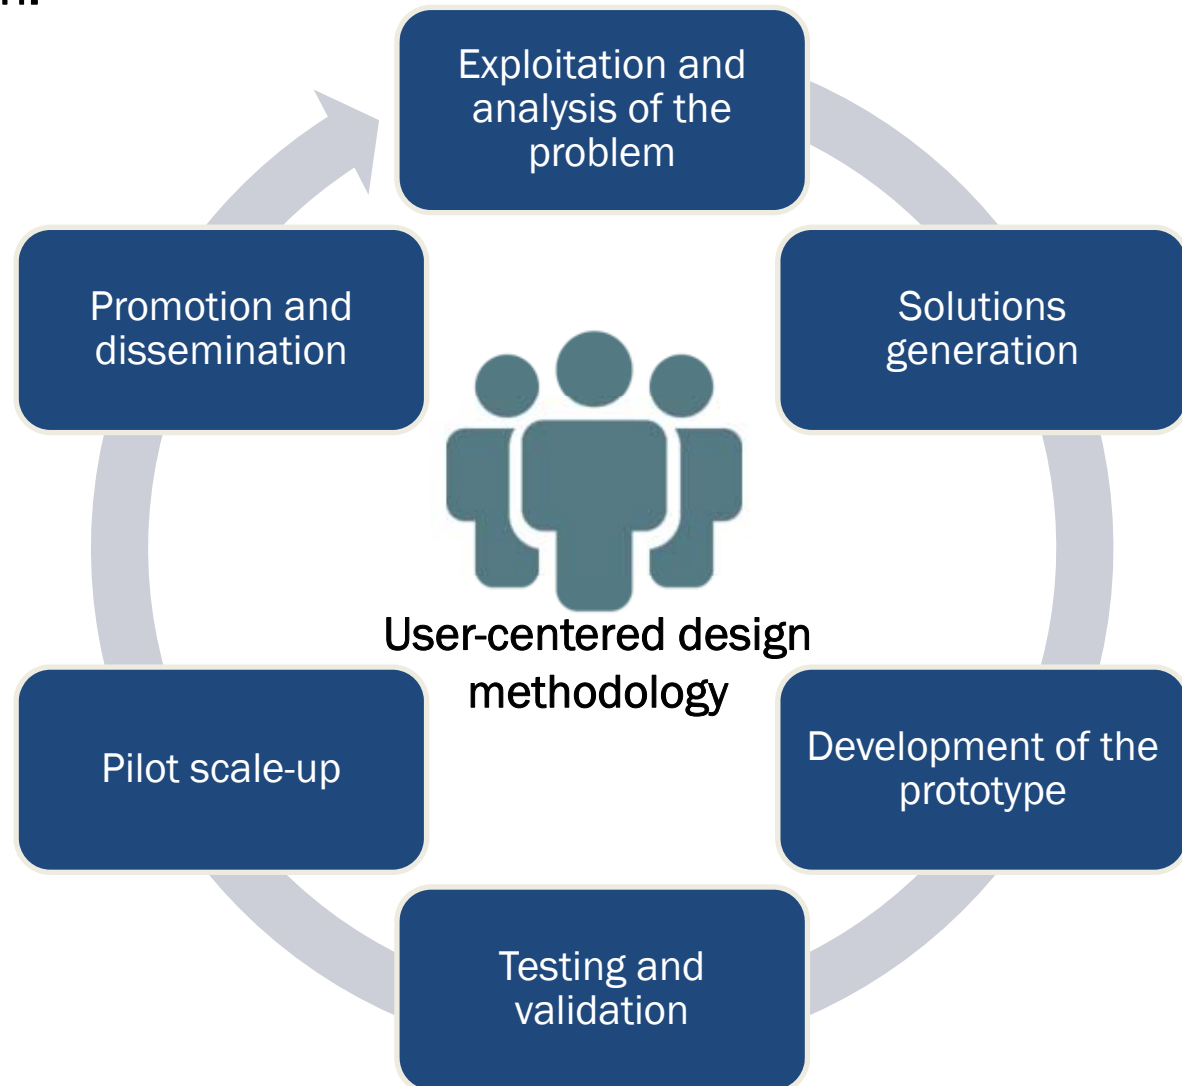 Exploitation and
analysis of the
problem
Solutions
generation
Development of the
prototype
Testing and
validation
Pilot scale-up
Promotion and
dissemination
User-centered design
methodology